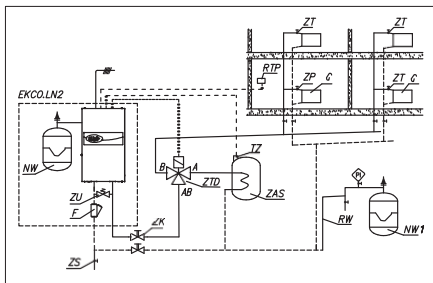 ZT
ZT
RTP
ZP G
ZT G
EKCO.LN2
NW
B
A
AB
ZTD
TZ
ZAS
ZU
F
ZK
ZS
PI
RW
NW1